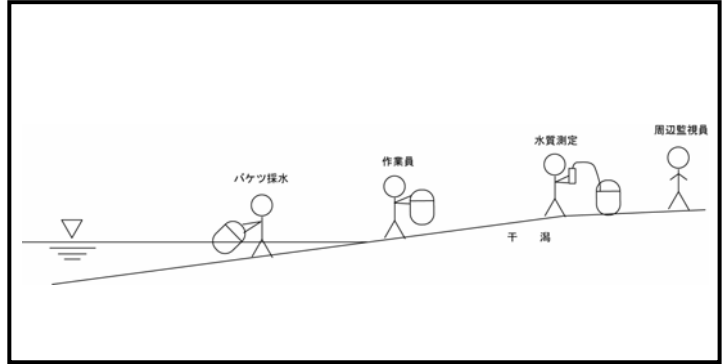 周辺監視員
水質測定
作業員
バケツ採水
干 潟